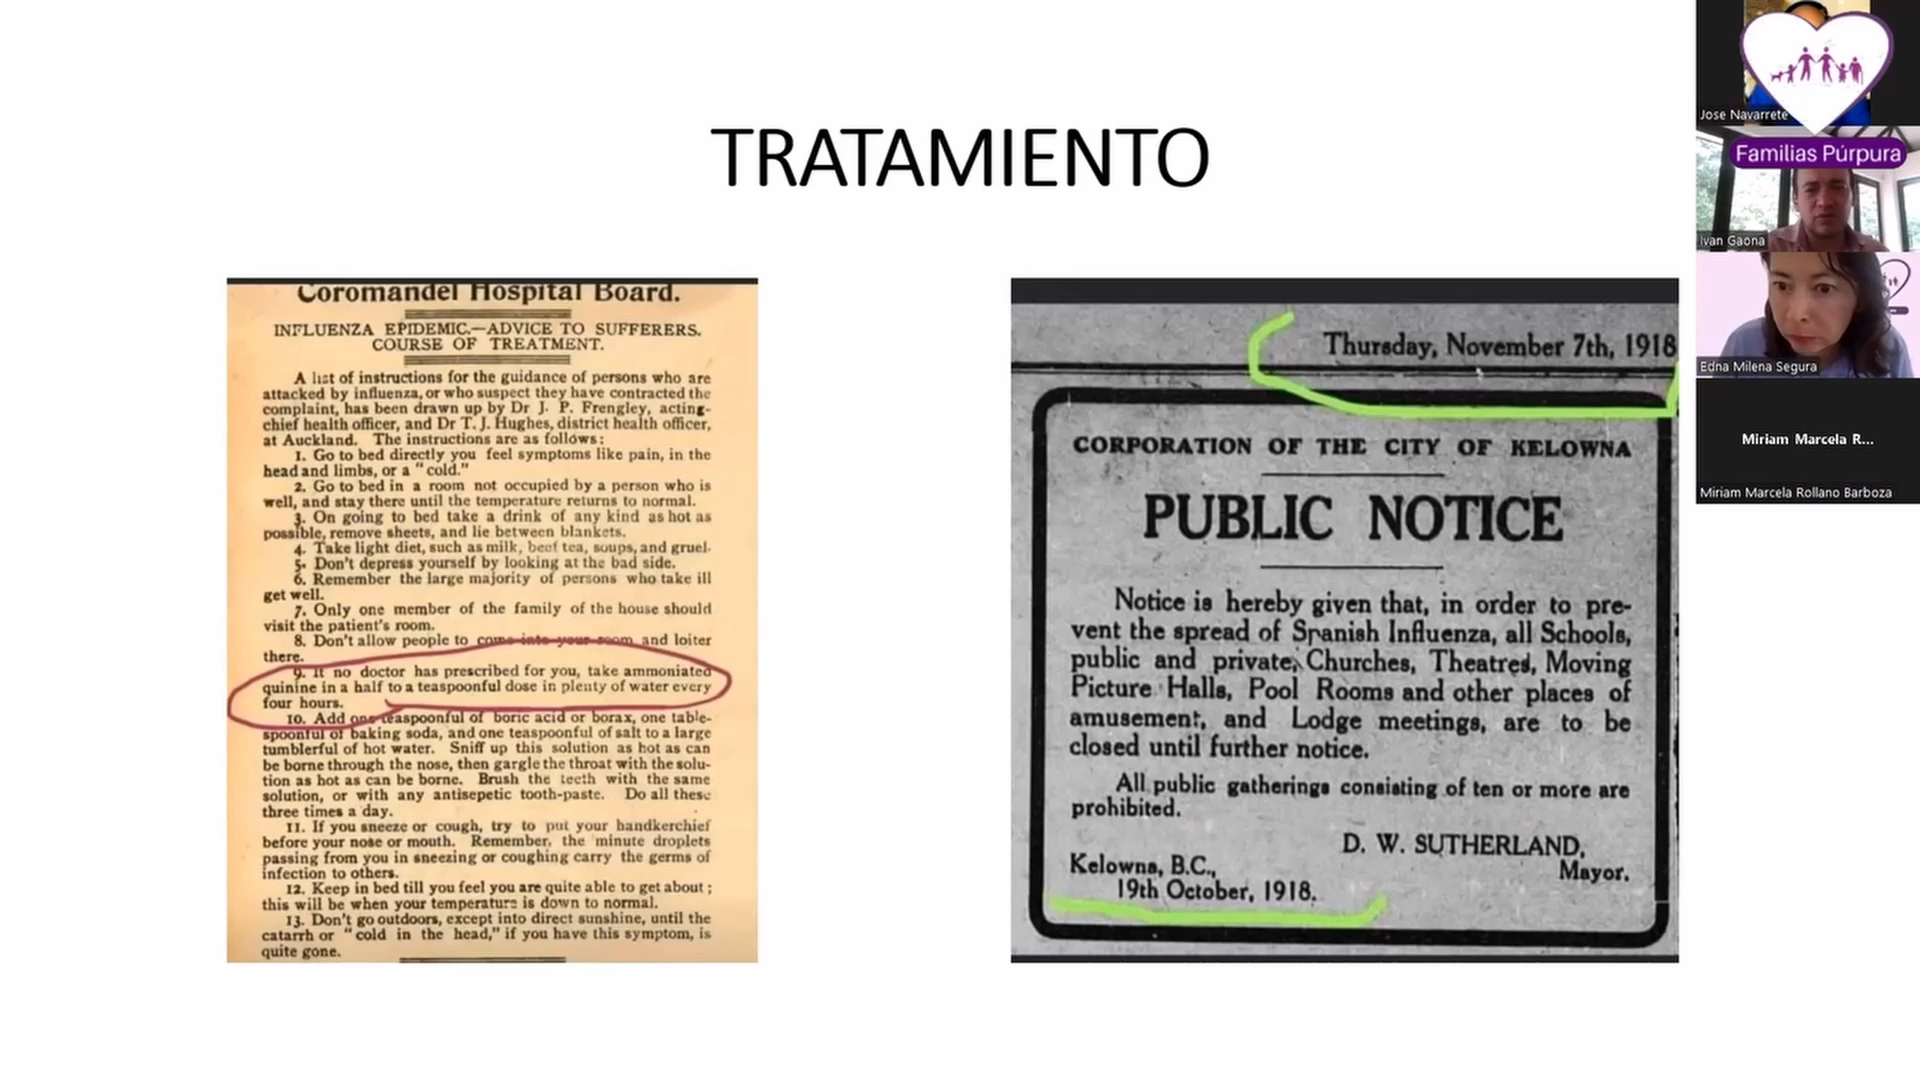 TRATAMIENTO
Coromandel Hospital Board.
INFLUENZA EPIDEMIC.—ADVICE TO SUFFERERS.
COURSE OF TREATMENT.
A list of instructions for the guidance of persons who are
attacked by influenza, or who suspect they have contracted the
complaint, has been drawn up by Dr J. P. Frengley, acting-
chief health officer, and Dr T. J. Hughes, district health officer,
at Auckland. The instructions are as follows:
1. Go to bed directly you feel symptoms like pain, in the
head and limbs, or a "cold."
2. Go to bed in a room not occupied by a person who is
well, and stay there until the temperature returns to normal.
3. On going to bed take a drink of any kind as hot as
possible, remove sheets, and lie between blankets.
4. Take light diet, such as milk, beef tea, soups, and gruel.
5. Don't depress yourself by looking at the bad side.
6. Remember the large majority of persons who take ill
get well.
7. Only one member of the family of the house should
visit the patient's room.
8. Don't allow people to come into your room and loiter
there.
9. If no doctor has prescribed for you, take ammoniated
quinine in a half to a teaspoonful dose in plenty of water every
four hours.
10. Add one teaspoonful of boric acid or borax, one table-
spoonful of baking soda, and one teaspoonful of salt to a large
tumblerful of hot water. Sniff up this solution as hot as can
be borne through the nose, then gargle the throat with the solu-
tion as hot as can be borne. Brush the teeth with the same
solution, or with any antisepetic tooth-paste. Do all these
three times a day.
11. If you sneeze or cough, try to put your handkerchief
before your nose or mouth. Remember, the minute droplets
passing from you in sneezing or coughing carry the germs of
infection to others.
12. Keep in bed till you feel you are quite able to get about;
this will be when your temperature is down to normal.
13. Don't go outdoors, except into direct sunshine, until the
catarrh or "cold in the head," if you have this symptom, is
quite gone.
Thursday, November 7th, 1918
CORPORATION OF THE CITY OF KELOWNA
PUBLIC NOTICE
Notice is hereby given that, in order to pre-
vent the spread of Spanish Influenza, all Schools,
public and private, Churches, Theatres, Moving
Picture Halls, Pool Rooms and other places of
amusement, and Lodge meetings, are to be
closed until further notice.
All public gatherings consisting of ten or more are
prohibited.
D. W. SUTHERLAND,
Mayor.
Kelowna, B.C.,
19th October, 1918.
Jose Navarrete
Familias Púrpura
Ivan Gaona
Edna Milena Segura
Miriam Marcela R...
Miriam Marcela Rollano Barboza